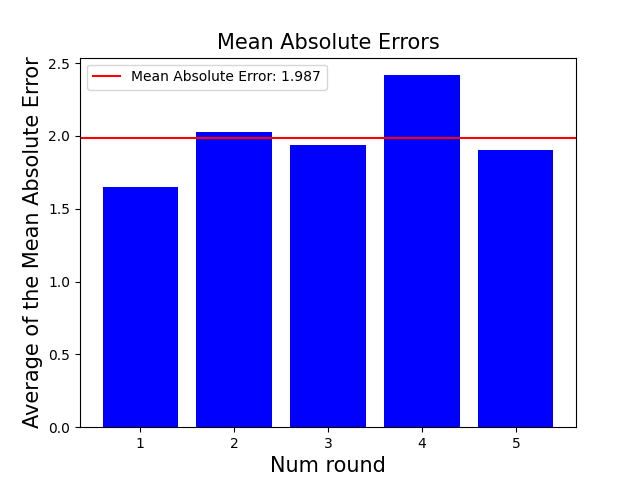 Mean Absolute Errors
Mean Absolute Error: 1.987
Average of the Mean Absolute Error
2.5
2.0
1.5
1.0
0.5
0.0
1 2 3 4 5
Num round